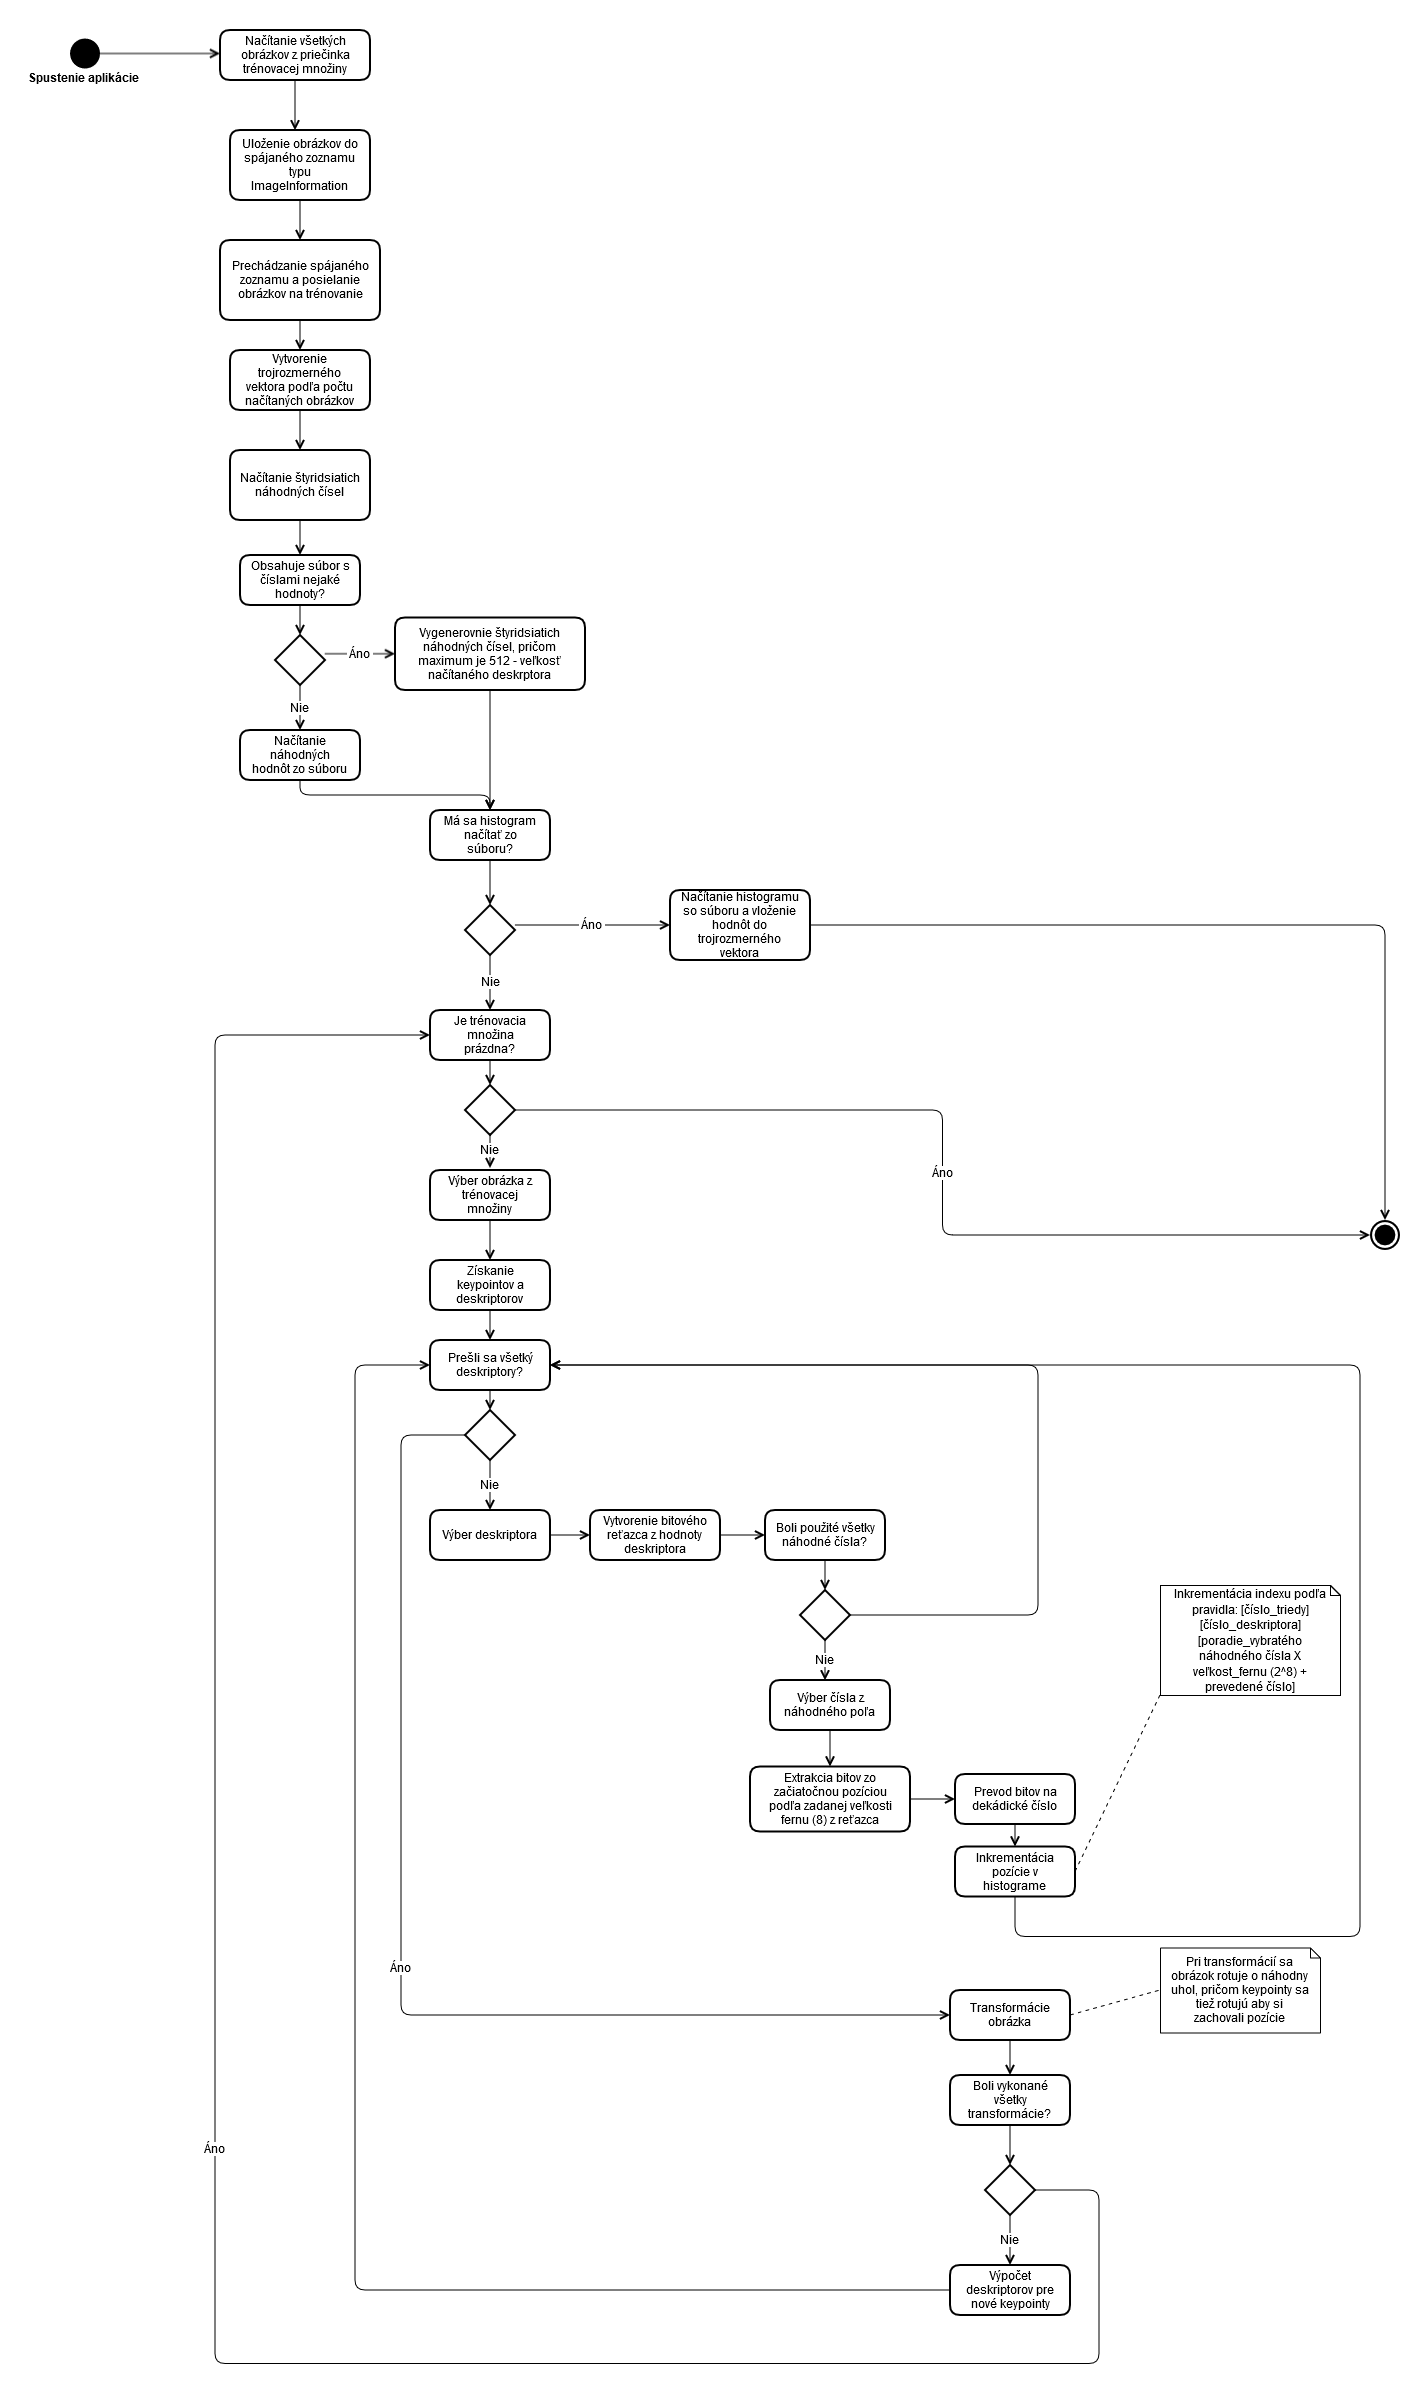 Načítanie všetkých
obrázkov z priečinka
trénovacej množiny
Spustenie aplikácie
Uloženie obrázkov do
spájaného zoznamu
typu
ImageInformation
Prechádzanie spájaného
zoznamu a posielanie
obrázkov na trénovanie
Vytvorenie
trojrozmerného
vektora podľa počtu
načítaných obrázkov
Načítanie štyridsiatich
náhodných čísel
Obsahuje súbor s
číslami nejaké
hodnoty?
Áno
Vygenerovnie štyridsiatich
náhodných čísel, pričom
maximum je 512 - veľkosť
načítaného deskrptora
Nie
Načítanie
náhodných
hodnôt zo súboru
Má sa histogram
načítať zo
súboru?
Áno
Načítanie histogramu
so súboru a vloženie
hodnôt do
trojrozmerného
vektora
Nie
Je trénovacia
množina
prázdna?
Nie
Áno
Výber obrázka z
trénovacej
množiny
Získanie
keypointov a
deskriptorov
Prešli sa všetký
deskriptory?
Nie
Výber deskriptora
Vytvorenie bitového
reťazca z hodnoty
deskriptora
Boli použité všetky
náhodné čísla?
Nie
Inkrementácia indexu podľa
pravidla: [číslo_triedy]
[číslo_deskriptora]
[poradie_vybratého
náhodného čísla X
veľkost_fernu (2^8) +
prevedené číslo]
Výber čísla z
náhodného poľa
Extrakcia bitov zo
začiatočnou pozíciou
podľa zadanej veľkosti
fernu (8) z reťazca
Prevod bitov na
dekádické číslo
Inkrementácia
pozície v
histograme
Áno
Pri transformácií sa
obrázok rotuje o náhodny
uhol, pričom keypointy sa
tiež rotujú aby si
zachovali pozície
Transformácie
obrázka
Boli vykonané
všetky
transformácie?
Áno
Nie
Výpočet
deskriptorov pre
nové keypointy